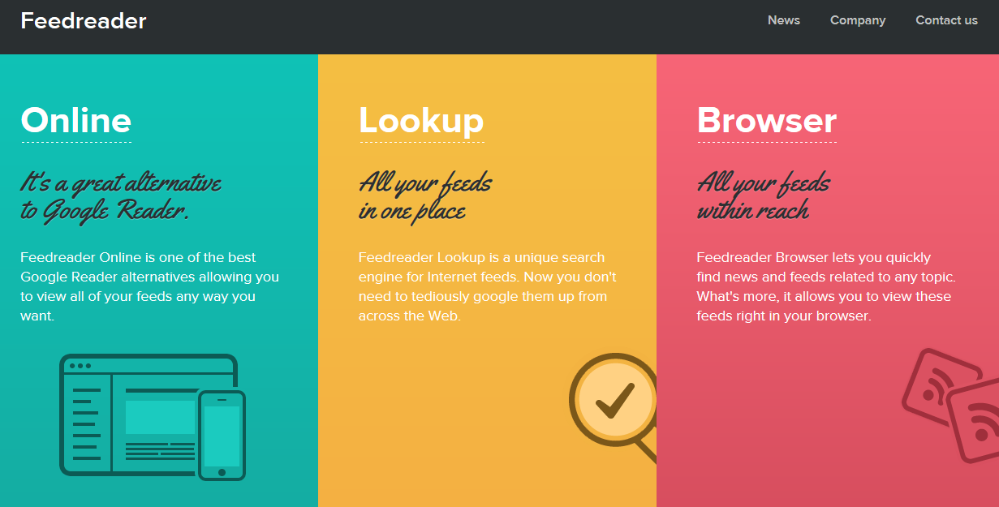 Feedreader
News Company Contact us
Online
It's a great alternative
to Google Reader.
Feedreader Online is one of the best
Google Reader alternatives allowing you
to view all of your feeds any way you
want.
Lookup
All your feeds
in one place
Feedreader Lookup is a unique search
engine for Internet feeds. Now you don't
need to tediously google them up from
across the Web.
Browser
All your feeds
within reach
Feedreader Browser lets you quickly
find news and feeds related to any topic.
What's more, it allows you to view these
feeds right in your browser.